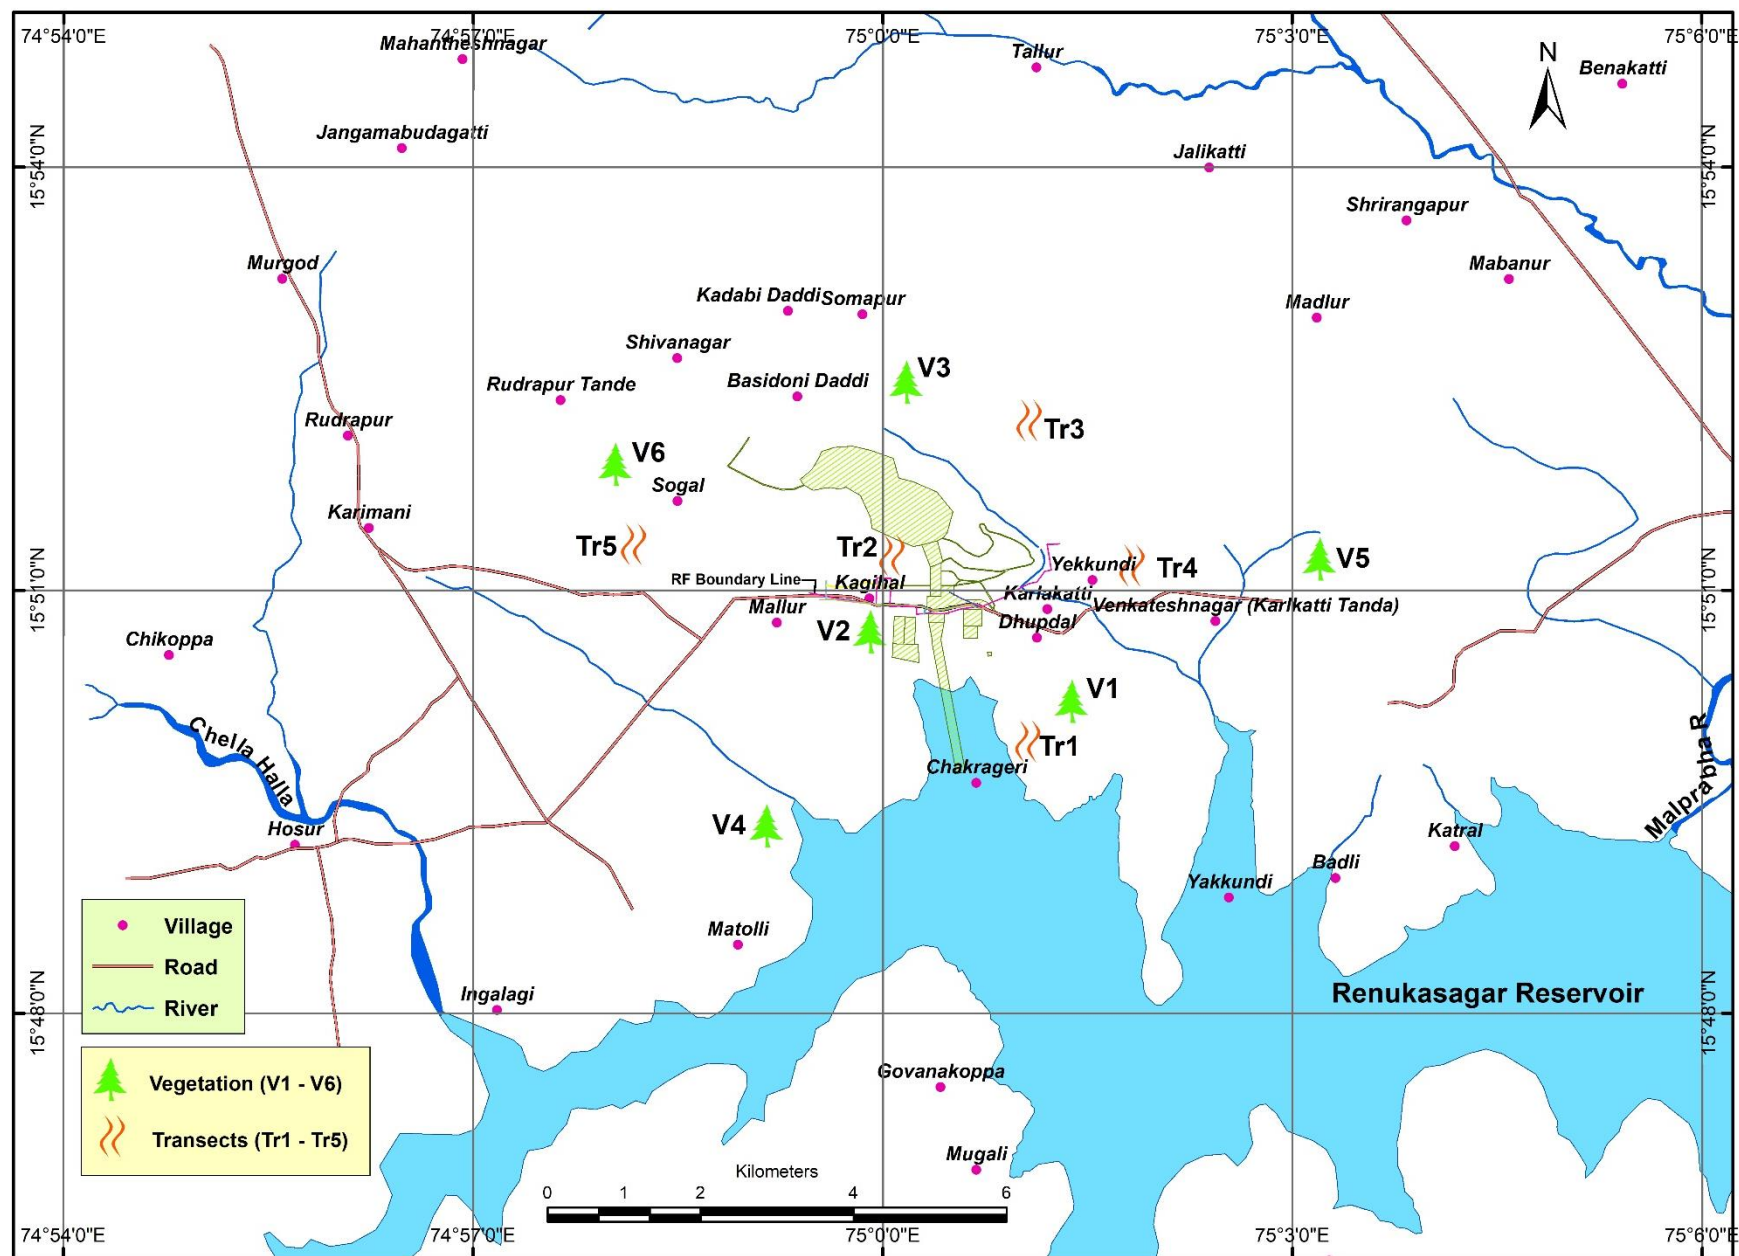 74°54'0"E
74°57'0"E
75°0'0"E
75°3'0"E
75°6'0"E
Mahantheshnagar
Tallur
N
Benakatti
Jangamabudagatti
Jalikatti
15°54'0"N
15°54'0"N
Shrirangapur
Murgod
Mabanur
Kadabi Daddi
Somapur
Madlur
Shivanagar
V3
Rudrapur Tande
Basidoni Daddi
Rudrapur
Tr3
V6
Sogal
Karimani
Tr5
Tr2
Yekkundi
Tr4
V5
RF Boundary Line
Kagihal
Karlakatti
15°51'0"N
15°51'0"N
Mallur
Venkateshnagar (Karlkatti Tanda)
Dhupdal
V2
Chikoppa
V1
Chella Halla
Tr1
Malprabha R
Chakrageri
Hosur
V4
Katral
Badli
Yakkundi
Matolli
Village
Road
River
Ingalagi
Renukasagar Reservoir
15°48'0"N
15°48'0"N
Vegetation (V1 - V6)
Transects (Tr1 - Tr5)
Govanakoppa
Mugali
Kilometers
0 1 2 4 6
74°54'0"E
74°57'0"E
75°0'0"E
75°3'0"E
75°6'0"E